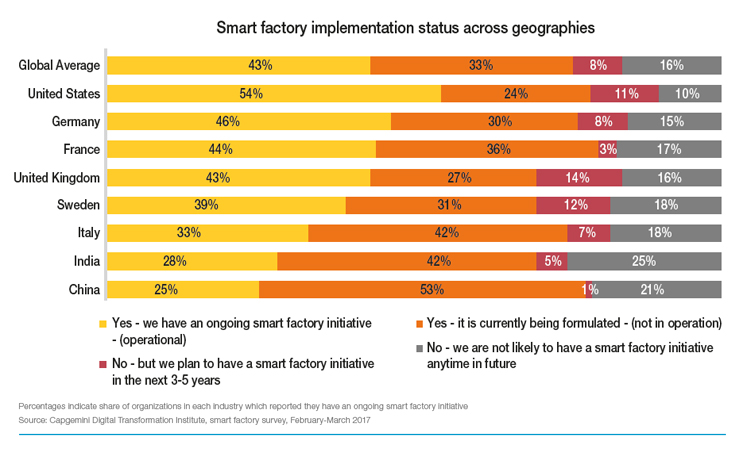 Smart factory implementation status across geographies
Global Average 43% 33% 8% 16%
United States 54% 24% 11% 10%
Germany 46% 30% 8% 15%
France 44% 36% 3% 17%
United Kingdom 43% 27% 14% 16%
Sweden 39% 31% 12% 18%
Italy 33% 42% 7% 18%
India 28% 42% 5% 25%
China 25% 53% 1% 21%
Yes - we have an ongoing smart factory initiative
- (operational)
Yes - it is currently being formulated - (not in operation)
No - but we plan to have a smart factory initiative
in the next 3-5 years
No - we are not likely to have a smart factory initiative
anytime in future
Percentages indicate share of organizations in each industry which reported they have an ongoing smart factory initiative
Source: Capgemini Digital Transformation Institute, smart factory survey, February-March 2017